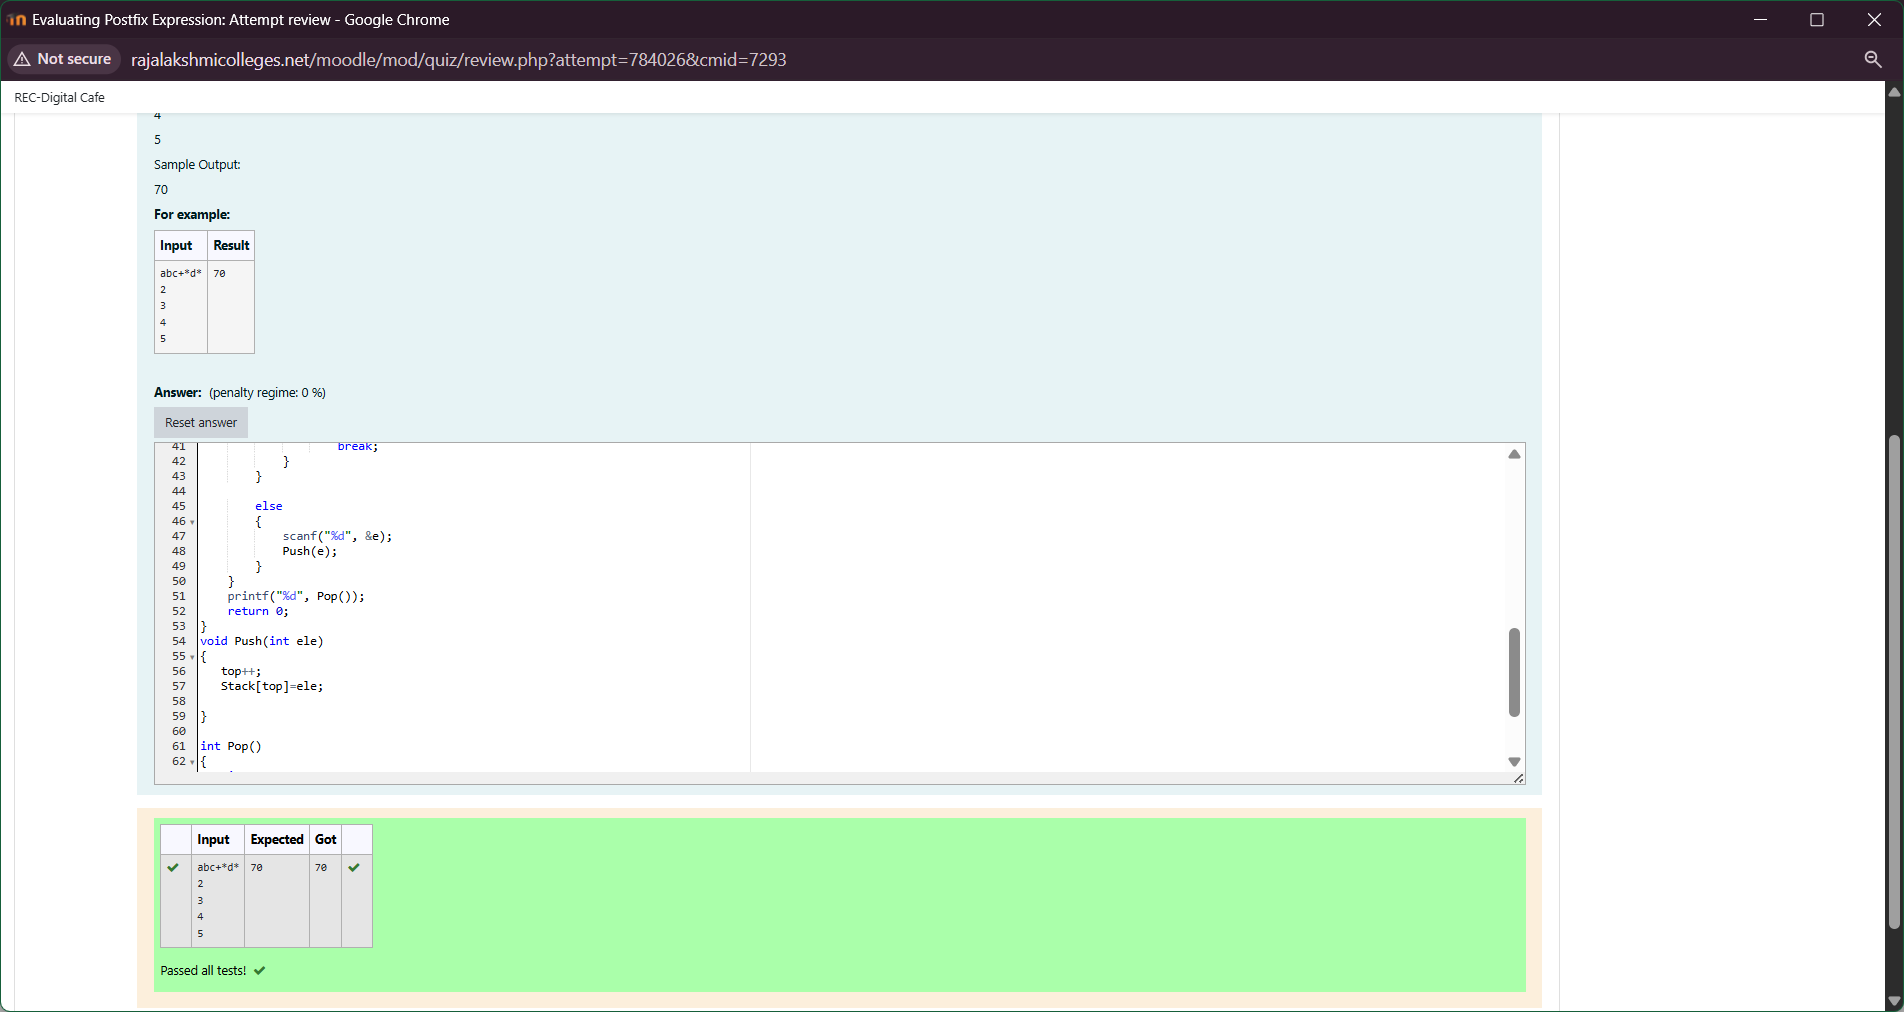 Evaluating Postfix Expression: Attempt review - Google Chrome
Not secure rajalakshmicolleges.net/moodle/mod/quiz/review.php?attempt=784026&cmid=7293
REC-Digital Cafe
4
5
Sample Output:
70
For example:
Input Result
abc+*d* 70
2
3
4
5
Answer: (penalty regime: 0 %)
Reset answer
41 break;
42 }
43 }
44
45 else
46 {
47 scanf("%d", &e);
48 Push(e);
49 }
50 }
51 printf("%d", Pop());
52 return 0;
53 }
54 void Push(int ele)
55 {
56 top++;
57 Stack[top]=ele;
58
59 }
60
61 int Pop()
62 {
Input Expected Got
abc+*d* 70 70
2
3
4
5
Passed all tests!